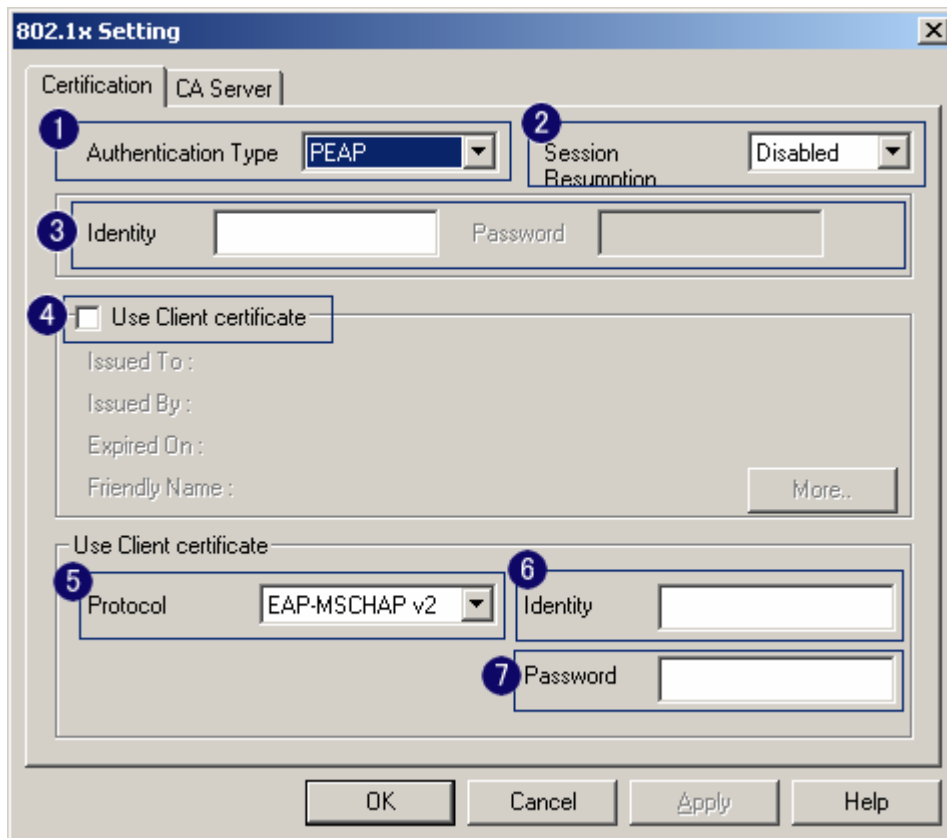 802.1x Setting
Certification CA Server
1 Authentication Type PEAP 2 Session Resumption Disabled
3 Identity Password
4 Use Client certificate
Issued To :
Issued By :
Expired On :
Friendly Name : More..
Use Client certificate
5 Protocol EAP-MSCHAP v2 6 Identity
7 Password
OK Cancel Apply Help